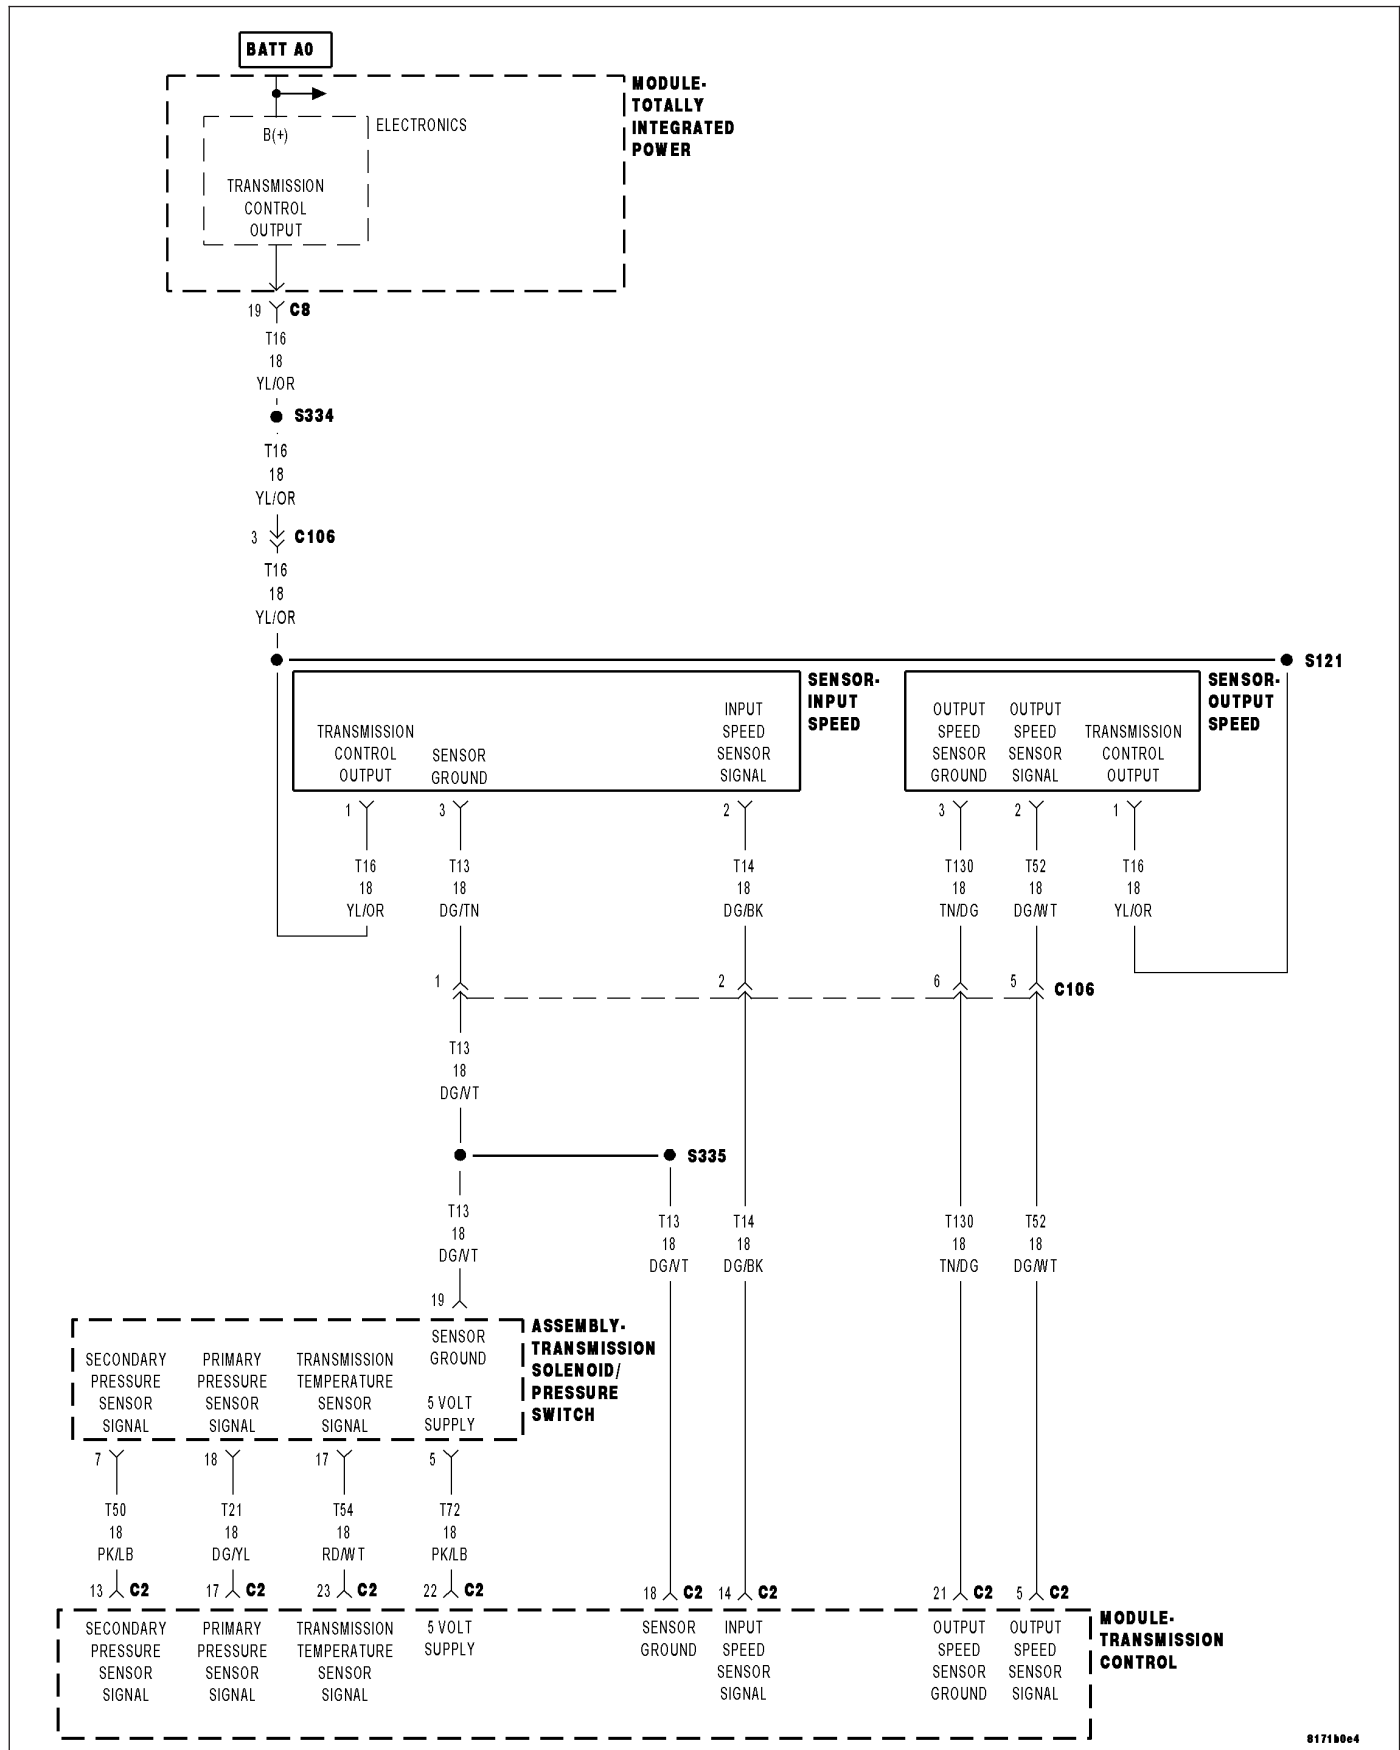 BATT A0
MODULE-
TOTALLY
INTEGRATED
POWER
ELECTRONICS
B(+)
TRANSMISSION
CONTROL
OUTPUT
19 C8
T16
18
YL/OR
S334
T16
18
YL/OR
3 C106
T16
18
YL/OR
S121
SENSOR-
INPUT
SPEED
TRANSMISSION
CONTROL
OUTPUT
SENSOR
GROUND
INPUT
SPEED
SENSOR
SIGNAL
SENSOR-
OUTPUT
SPEED
OUTPUT
SPEED
SENSOR
GROUND
OUTPUT
SPEED
SENSOR
SIGNAL
TRANSMISSION
CONTROL
OUTPUT
1 3 2 3 2 1
T16 T13 T14 T130 T52 T16
18 18 18 18 18 18
YL/OR DG/TN DG/BK TN/DG DG/WT YL/OR
1 2 6 5 C106
T13
18
DG/VT
S335
T13
18
DG/VT
T13 T14 T130 T52
18 18 18 18
DG/VT DG/BK TN/DG DG/WT
19
ASSEMBLY-
TRANSMISSION
SOLENOID/
PRESSURE
SWITCH
SENSOR
GROUND
SECONDARY
PRESSURE
SENSOR
SIGNAL
PRIMARY
PRESSURE
SENSOR
SIGNAL
TRANSMISSION
TEMPERATURE
SENSOR
SIGNAL
5 VOLT
SUPPLY
7 18 17 5
T50 T21 T54 T72
18 18 18 18
PK/LB DG/YL RD/WT PK/LB
13 C2 17 C2 23 C2 22 C2 18 C2 14 C2 21 C2 5 C2
MODULE-
TRANSMISSION
CONTROL
SECONDARY
PRESSURE
SENSOR
SIGNAL
PRIMARY
PRESSURE
SENSOR
SIGNAL
TRANSMISSION
TEMPERATURE
SENSOR
SIGNAL
5 VOLT
SUPPLY
SENSOR
GROUND
INPUT
SPEED
SENSOR
SIGNAL
OUTPUT
SPEED
SENSOR
GROUND
OUTPUT
SPEED
SENSOR
SIGNAL
8171b0e4